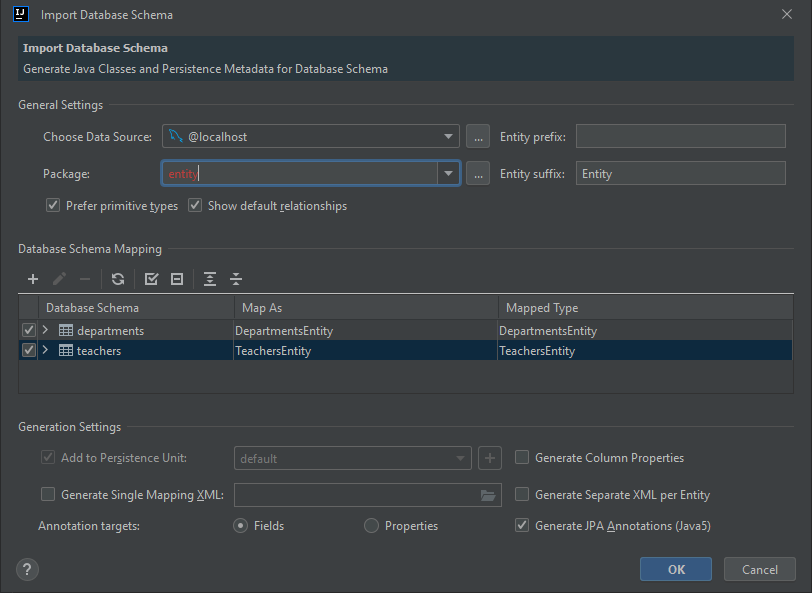 IJ Import Database Schema
Import Database Schema
Generate Java Classes and Persistence Metadata for Database Schema
General Settings
Choose Data Source: @localhost ... Entity prefix:
Package: entity ... Entity suffix: Entity
Prefer primitive types Show default relationships
Database Schema Mapping
Database Schema Map As Mapped Type
departments DepartmentsEntity DepartmentsEntity
teachers TeachersEntity TeachersEntity
Generation Settings
Add to Persistence Unit: default Generate Column Properties
Generate Single Mapping XML: Generate Separate XML per Entity
Annotation targets: Fields Properties Generate JPA Annotations (Java5)
? OK Cancel